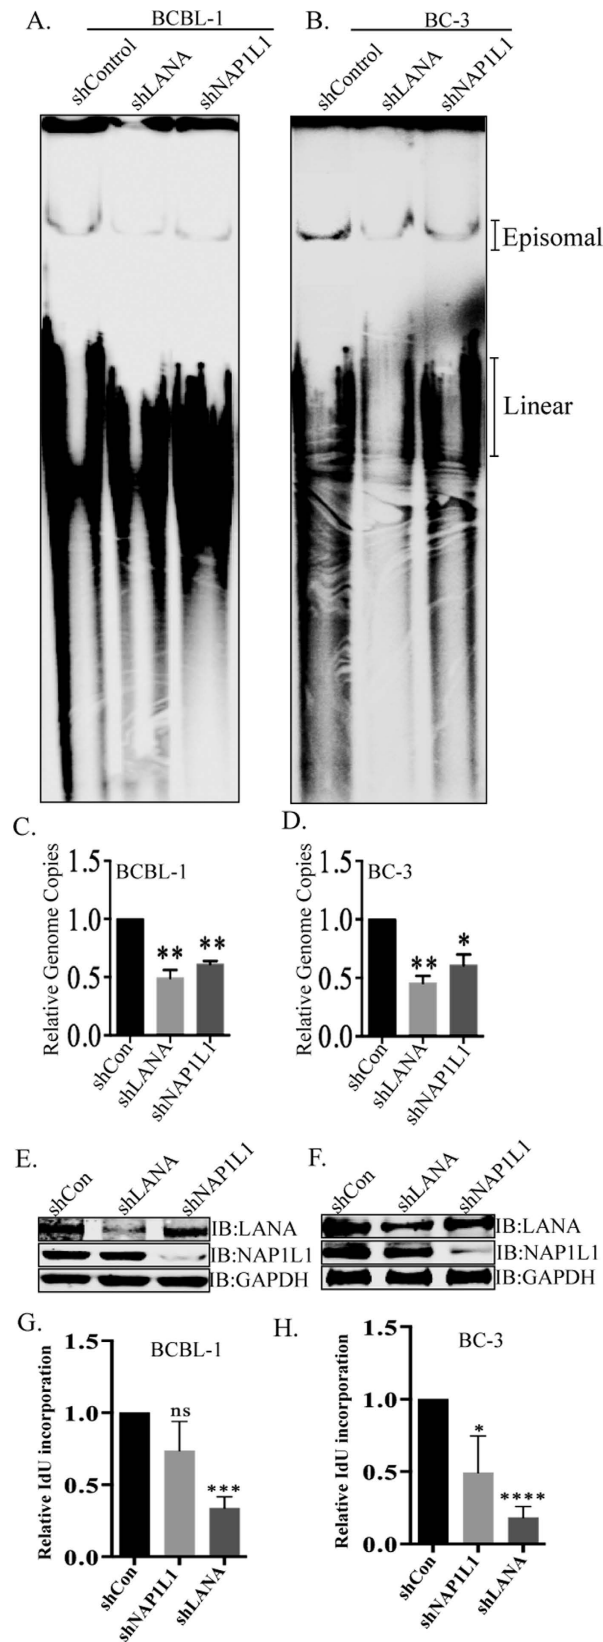 A.
BCBL-1
B.
BC-3
shControl
shLANA
shNAP1L1
shControl
shLANA
shNAP1L1
Episomal
Linear
C.
D.
Relative Genome Copies
1.5
1.0
0.5
0.0
BCBL-1
**
**
shCon
shLANA
shNAP1L1
Relative Genome Copies
1.5
1.0
0.5
0.0
BC-3
**
*
shCon
shLANA
shNAP1L1
E.
shCon
shLANA
shNAP1L1
IB:LANA
IB:NAP1L1
IB:GAPDH
F.
shCon
shLANA
shNAP1L1
IB:LANA
IB:NAP1L1
IB:GAPDH
G.
BCBL-1
Relative IdU incorporation
1.5
1.0
0.5
0.0
ns
***
shCon
shNAP1L1
shLANA
H.
BC-3
Relative IdU incorporation
1.5
1.0
0.5
0.0
*
****
shCon
shNAP1L1
shLANA